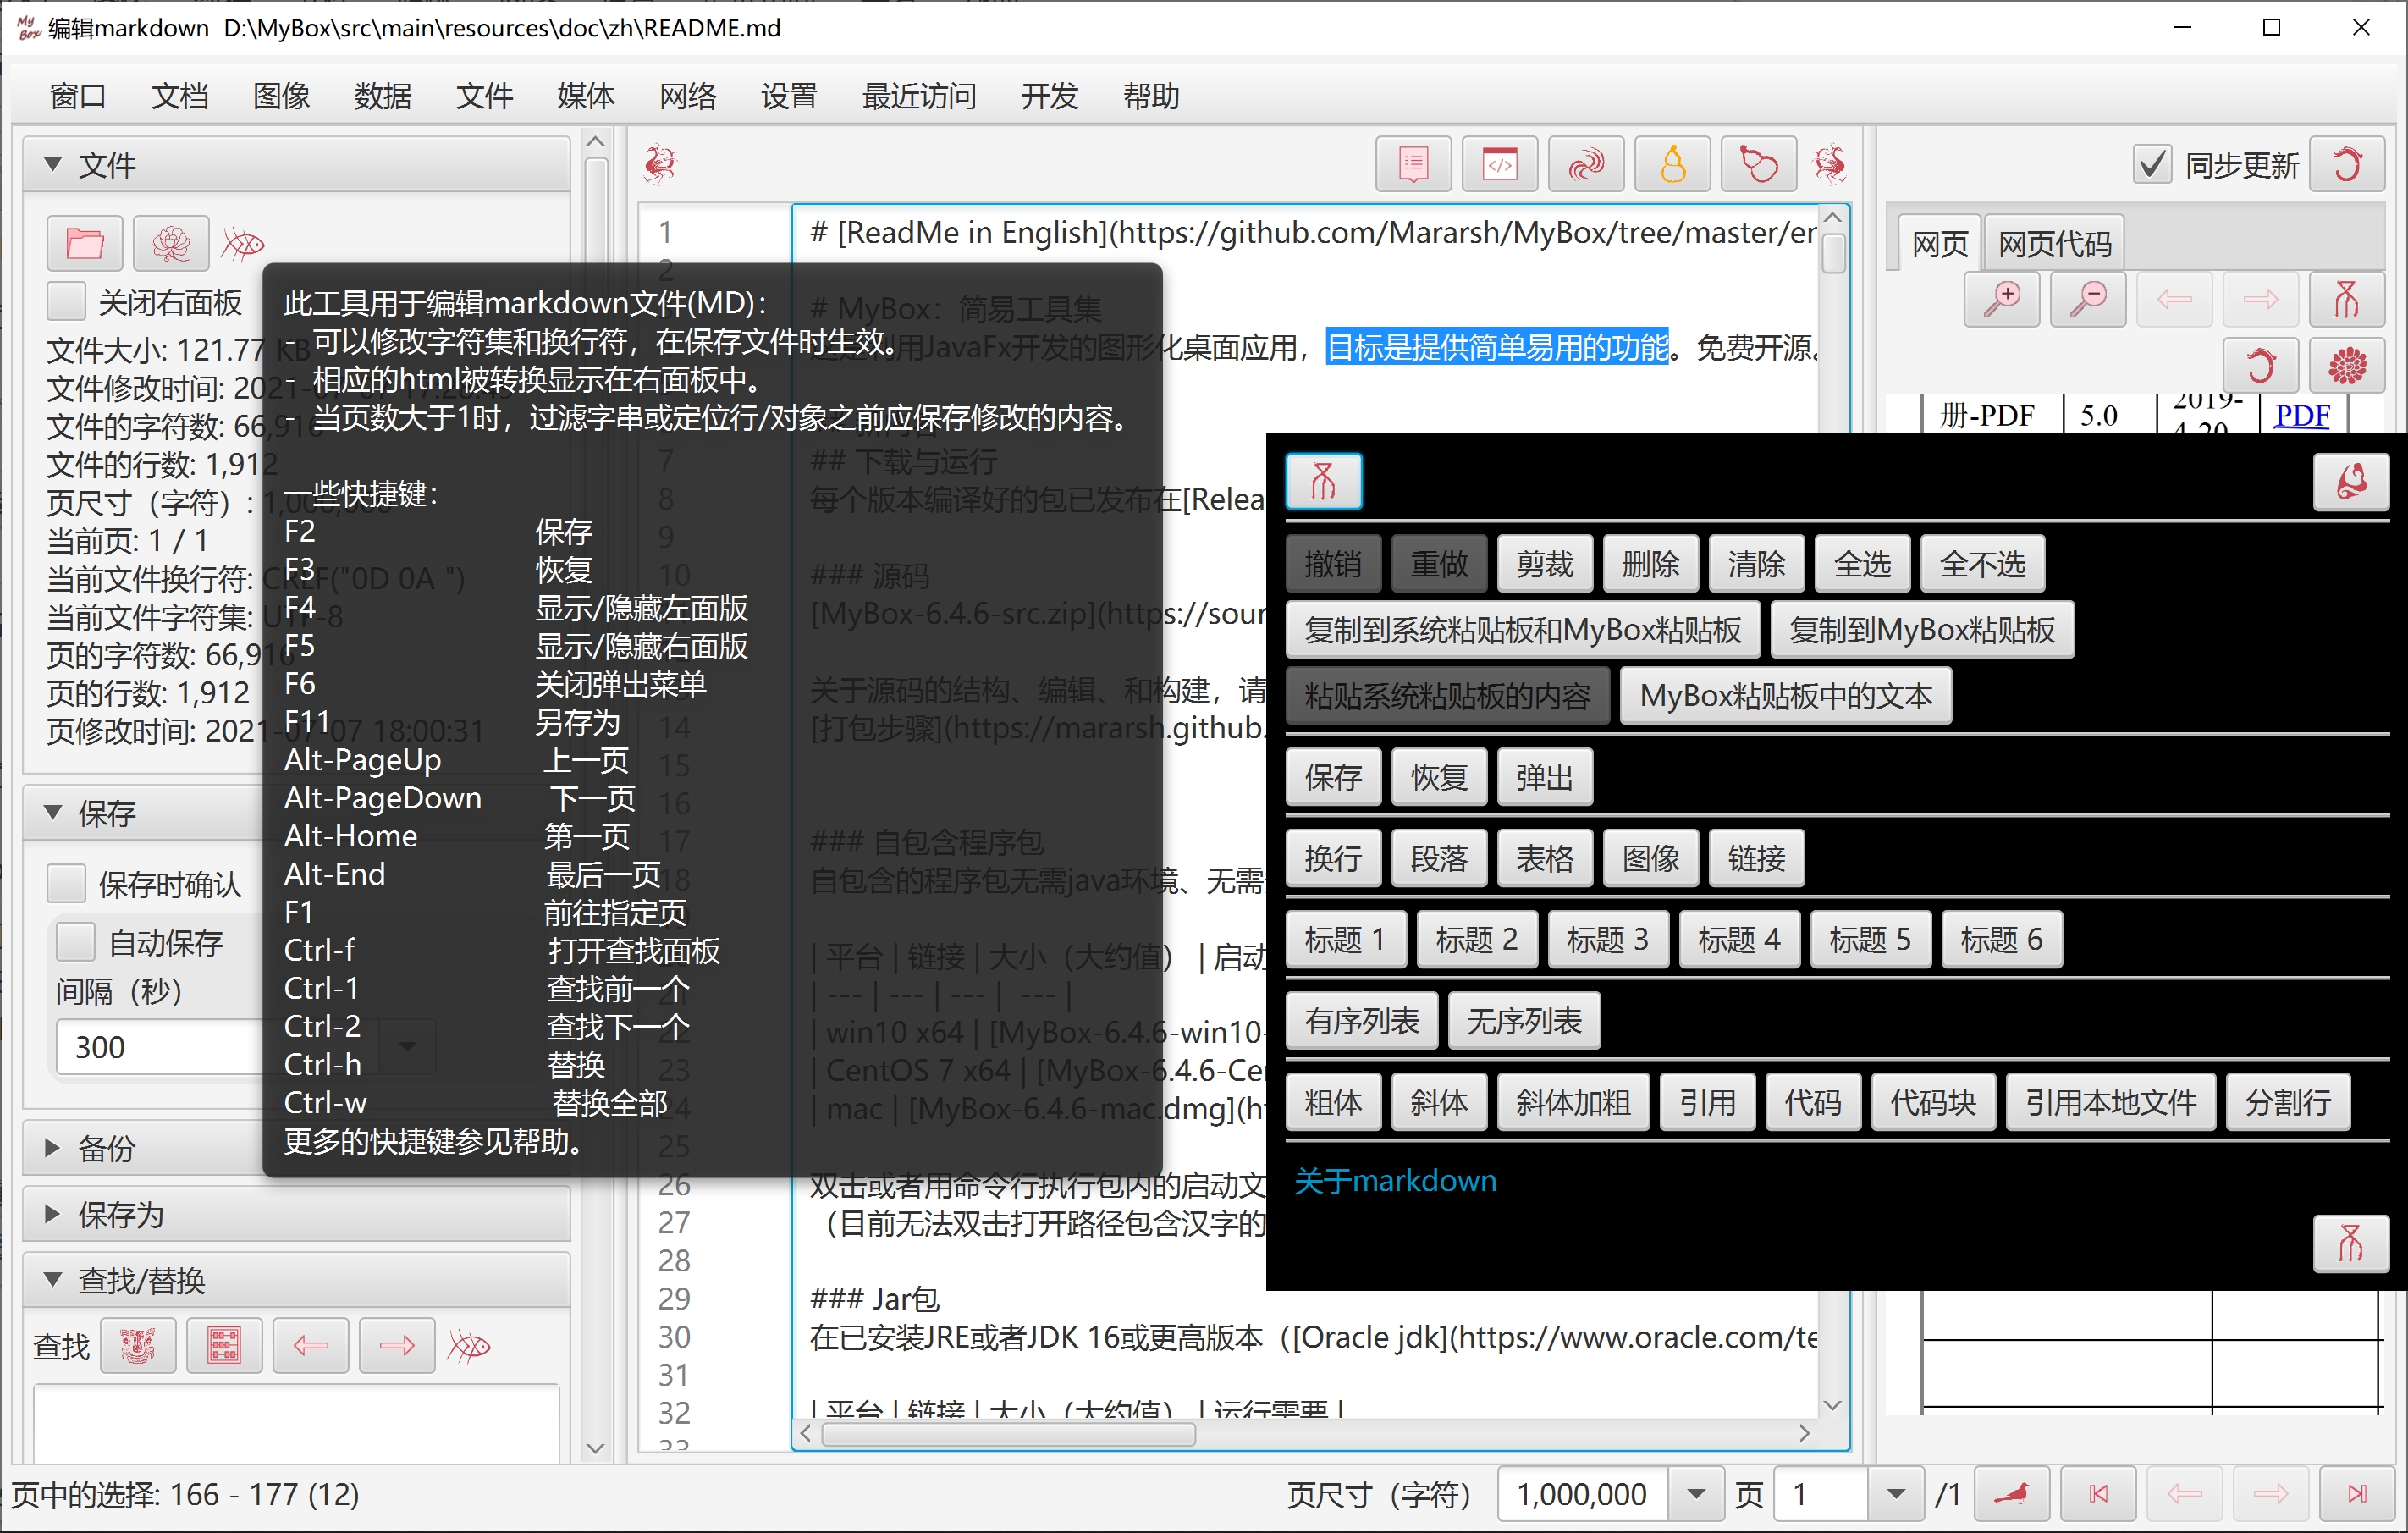 编辑markdown D:\MyBox\src\main\resources\doc\zh\README.md
窗口 文档 图像 数据 文件 媒体 网络 设置 最近访问 开发 帮助
文件
关闭右面板
文件大小: 121.77 KB
文件修改时间: 2021-07-07
文件的字符数: 66,916
文件的行数: 1,912
页尺寸（字符）: 1,000,000
当前页: 1 / 1
当前文件换行符: CRLF("0D 0A ")
当前文件字符集: UTF-8
页的字符数: 66,916
页的行数: 1,912
页修改时间: 2021-07-07 18:00:31
保存
保存时确认
自动保存
间隔（秒）
300
备份
保存为
查找/替换
查找
此工具用于编辑markdown文件(MD)：
- 可以修改字符集和换行符，在保存文件时生效。
- 相应的html被转换显示在右面板中。
- 当页数大于1时，过滤字串或定位行/对象之前应保存修改的内容。
一些快捷键：
F2 保存
F3 恢复
F4 显示/隐藏左面版
F5 显示/隐藏右面版
F6 关闭弹出菜单
F11 另存为
Alt-PageUp 上一页
Alt-PageDown 下一页
Alt-Home 第一页
Alt-End 最后一页
F1 前往指定页
Ctrl-f 打开查找面板
Ctrl-1 查找前一个
Ctrl-2 查找下一个
Ctrl-h 替换
Ctrl-w 替换全部
更多的快捷键参见帮助。
1 # [ReadMe in English](https://github.com/Mararsh/MyBox/tree/master/er
2
# MyBox：简易工具集
用JavaFx开发的图形化桌面应用，目标是提供简单易用的功能。免费开源。
7 ## 下载与运行
8 每个版本编译好的包已发布在[Relea
9
10 ### 源码
[MyBox-6.4.6-src.zip](https://sour
关于源码的结构、编辑、和构建，请
14 [打包步骤](https://mararsh.github.
15
16
17 ### 自包含程序包
18 自包含的程序包无需java环境、无需
| 平台 | 链接 | 大小（大约值） | 启动
| --- | --- | --- | --- |
22 | win10 x64 | [MyBox-6.4.6-win10-
23 | CentOS 7 x64 | [MyBox-6.4.6-Cer
24 | mac | [MyBox-6.4.6-mac.dmg](ht
25
26 双击或者用命令行执行包内的启动文
27 （目前无法双击打开路径包含汉字的
28
29 ### Jar包
30 在已安装JRE或者JDK 16或更高版本（[Oracle jdk](https://www.oracle.com/te
31
32 | 平台 | 链接 | 大小（大约值） | 运行需要 |
33
同步更新
网页 网页代码
册-PDF 5.0 2019-4-20 PDF
撤销 重做 剪裁 删除 清除 全选 全不选
复制到系统粘贴板和MyBox粘贴板 复制到MyBox粘贴板
粘贴系统粘贴板的内容 MyBox粘贴板中的文本
保存 恢复 弹出
换行 段落 表格 图像 链接
标题 1 标题 2 标题 3 标题 4 标题 5 标题 6
有序列表 无序列表
粗体 斜体 斜体加粗 引用 代码 代码块 引用本地文件 分割行
关于markdown
页中的选择: 166 - 177 (12)
页尺寸（字符） 1,000,000 页 1 /1